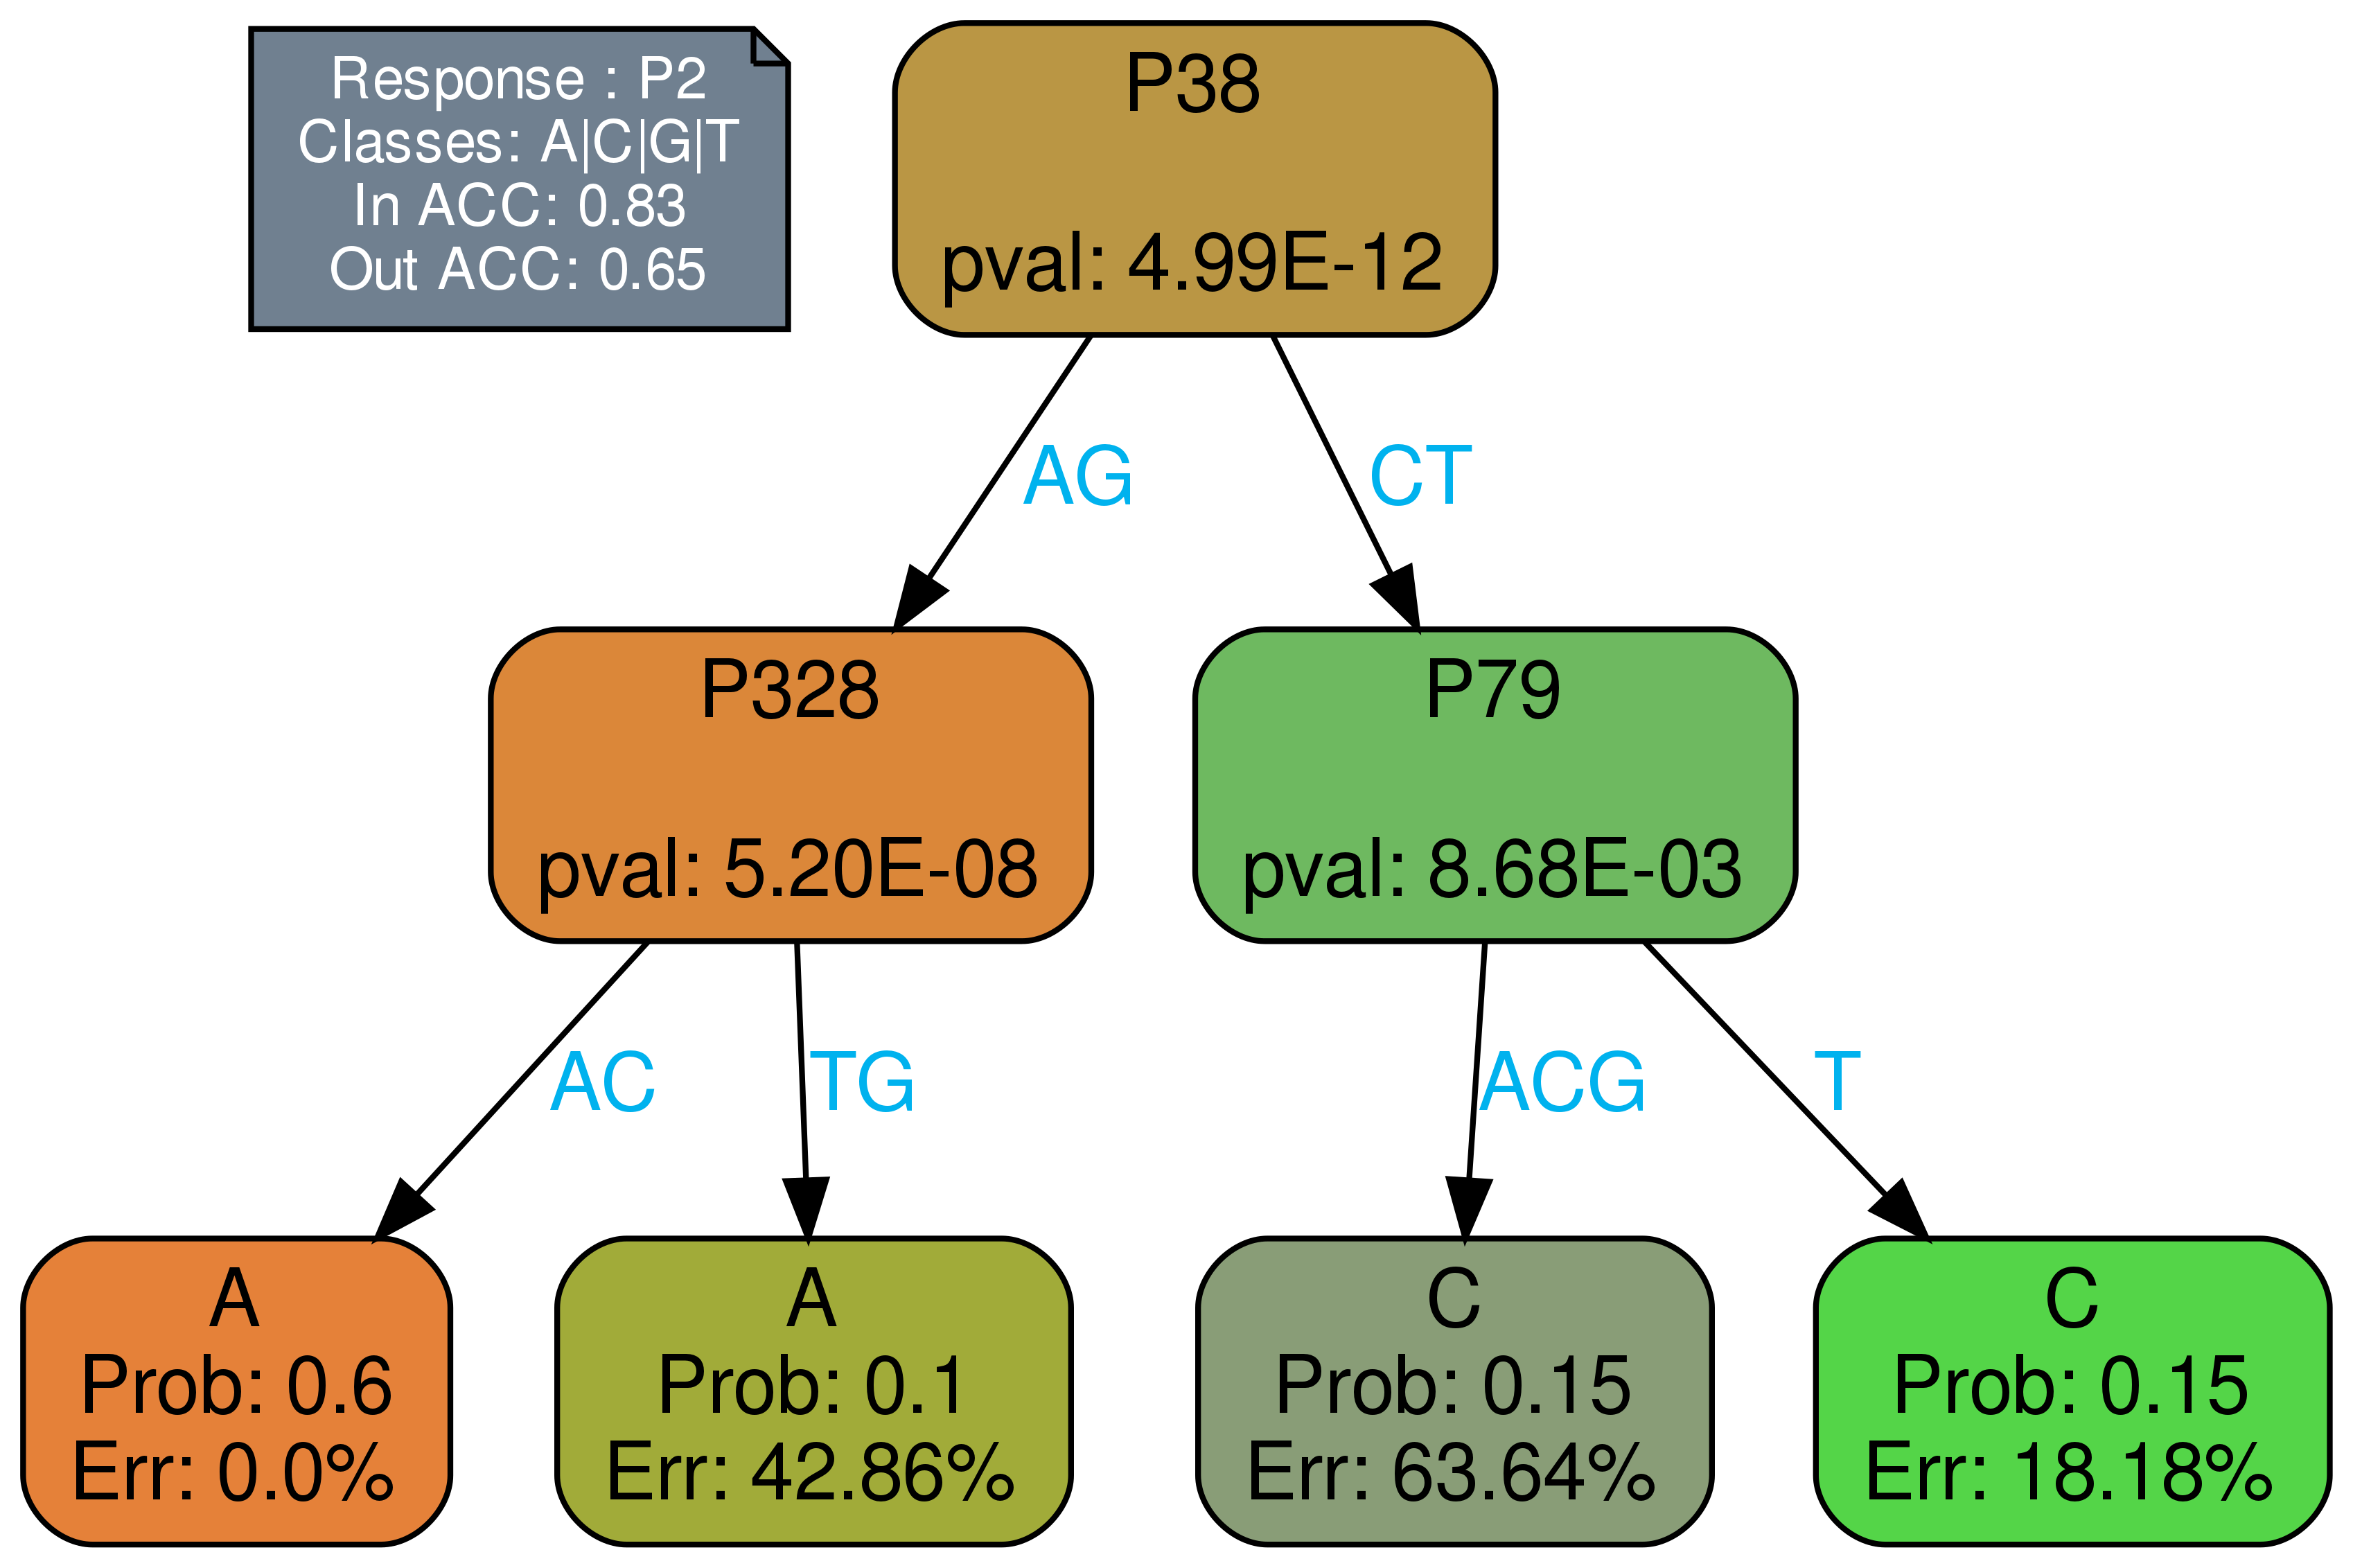 Response : P2
Classes: A|C|G|T
In ACC: 0.83
Out ACC: 0.65
P38
pval: 4.99E-12
AG
CT
P328
pval: 5.20E-08
P79
pval: 8.68E-03
AC
TG
ACG
T
A
Prob: 0.6
Err: 0.0%
A
Prob: 0.1
Err: 42.86%
C
Prob: 0.15
Err: 63.64%
C
Prob: 0.15
Err: 18.18%